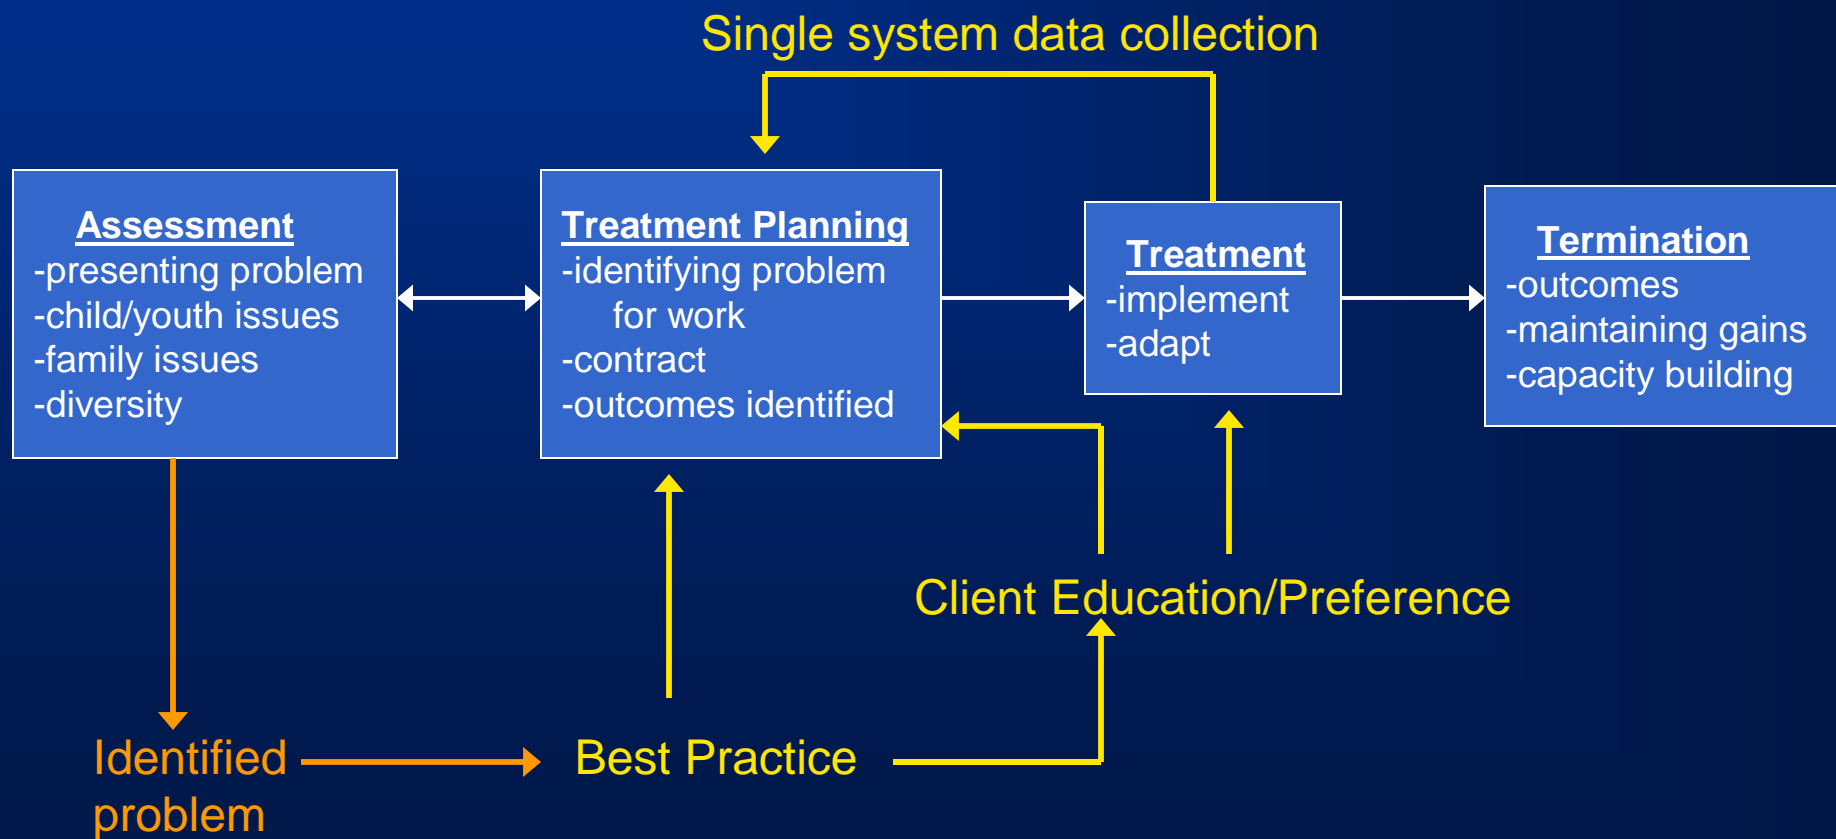 Single system data collection
Assessment
-presenting problem
-child/youth issues
-family issues
-diversity
Treatment Planning
-identifying problem
for work
-contract
-outcomes identified
Treatment
-implement
-adapt
Termination
-outcomes
-maintaining gains
-capacity building
Client Education/Preference
Identified
problem
Best Practice